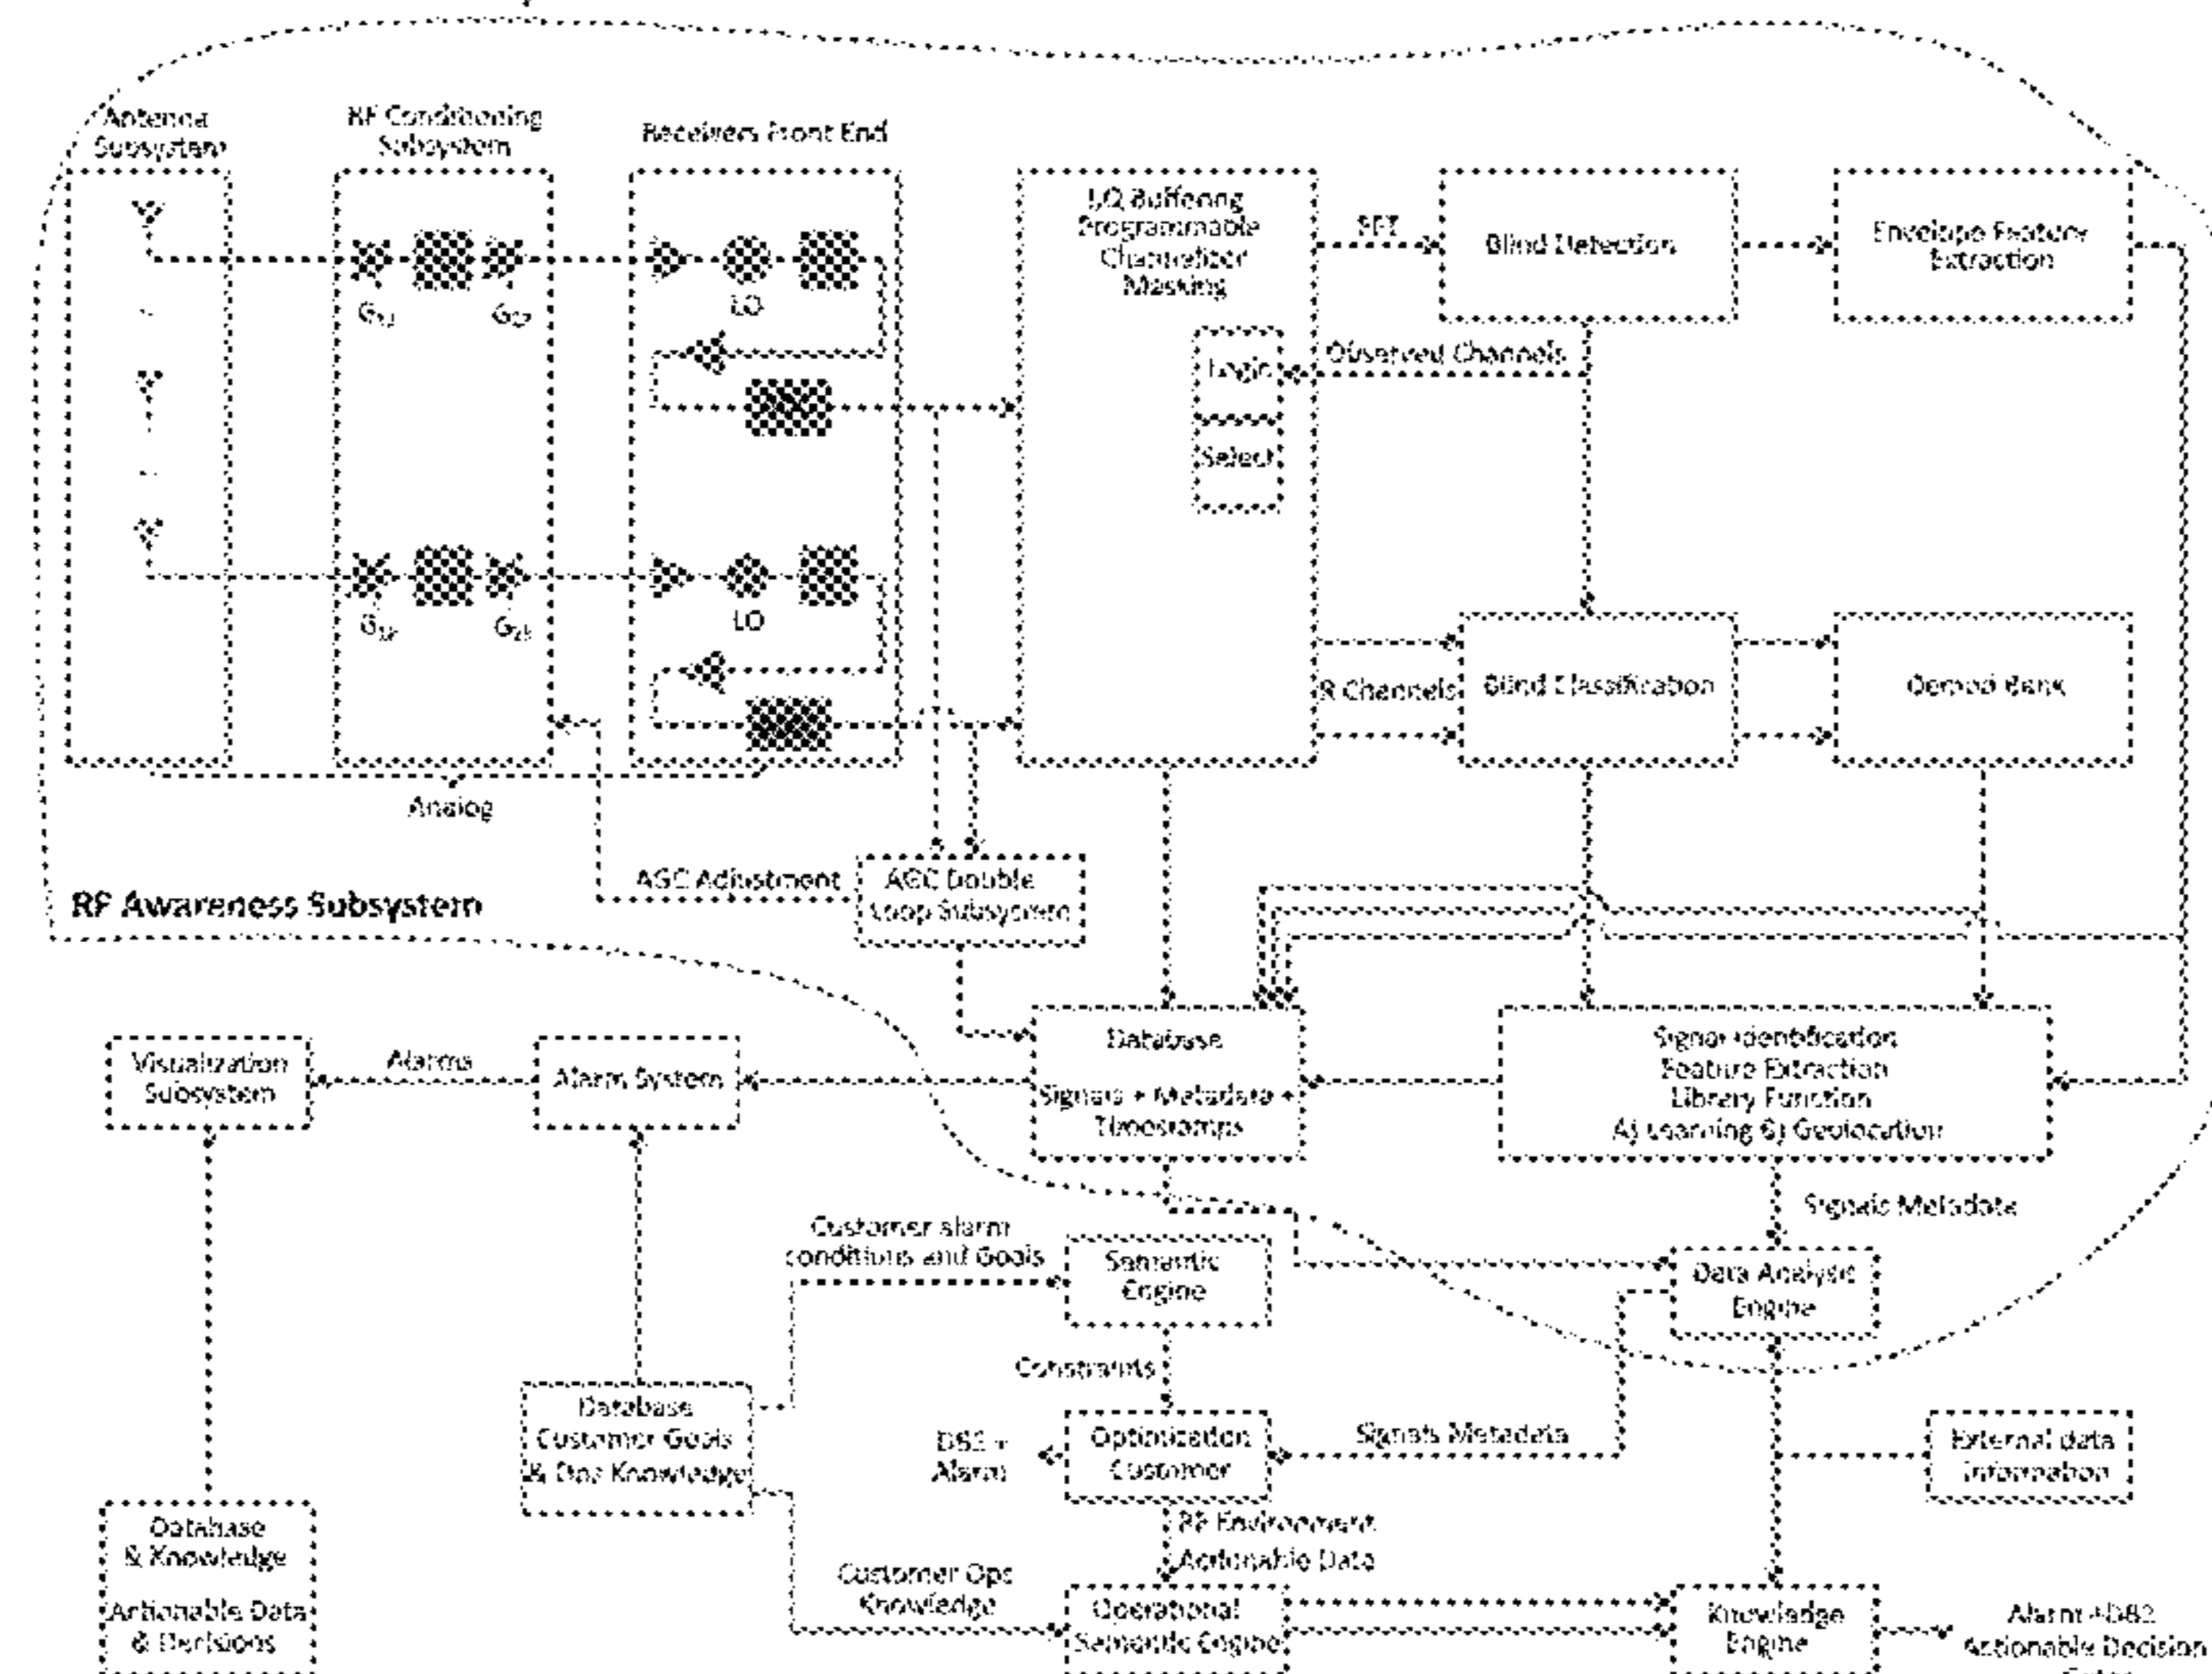 Antenna
Subsystem
RF Conditioning
Subsystem
Receivers Front End
I/Q Buffering
Programmable
Channelizer
Masking
Blind Detection
Envelope Feature
Extraction
LO
Observed Channels
Logic
Select
LO
R Channels
Blind Classification
Demod Bank
Analog
AGC Adjustment
AGC Double
Loop Subsystem
RF Awareness Subsystem
Database
Signals + Metadata +
Timestamps
Signal Identification
Feature Extraction
Library Function
A) Learning B) Geolocation
Visualization
Subsystem
Alarms
Alarm System
Signals Metadata
Customer alarm
conditions and Goals
Semantic
Engine
Data Analysis
Engine
Constraints
Database
Customer Goals
& Ops Knowledge
DB2 +
Alarm
Optimization
Customer
Signals Metadata
External data
information
RF Environment
Actionable Data
Database
& Knowledge
Actionable Data
& Decisions
Customer Ops
Knowledge
Operational
Semantic Engine
Knowledge
Engine
Alarm +DB2
Actionable Decision